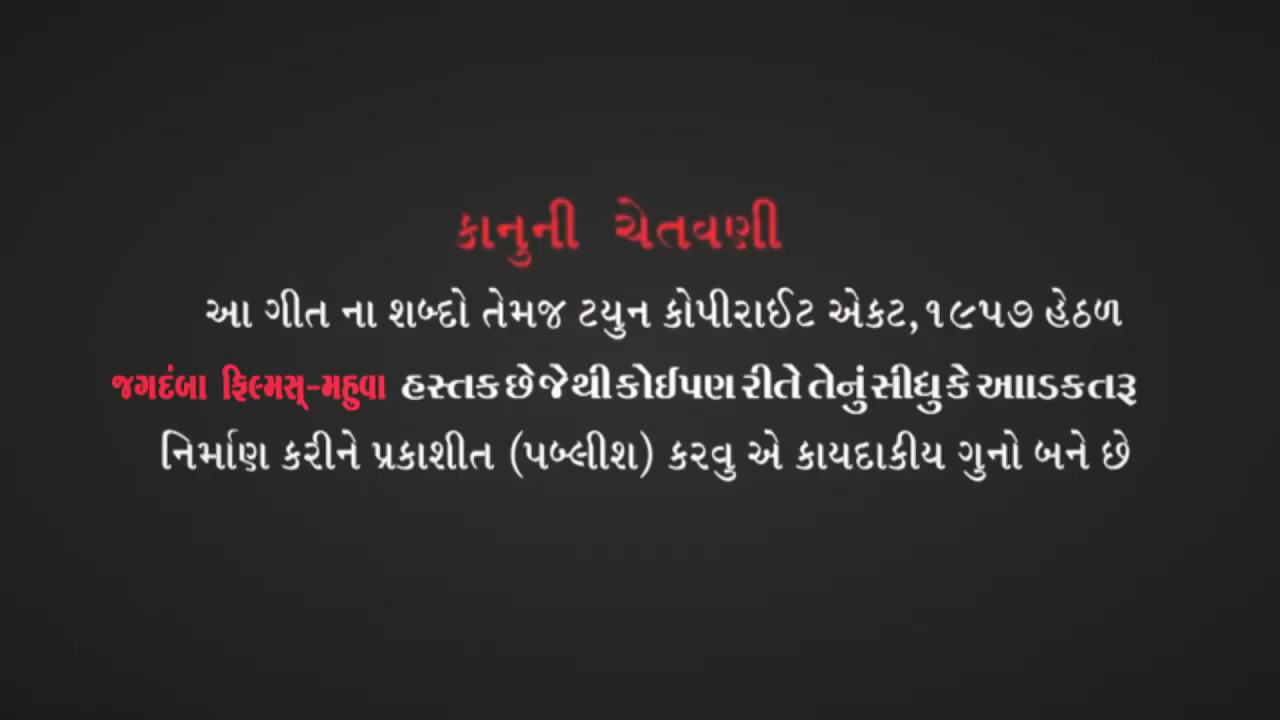 કાનુની ચેતવણી
આ ગીત ના શબ્દો તેમજ ટયુન કોપીરાઈટ એકટ,૧૯૫૭ હેઠળ
જગદંબા ફિલ્મસ્-મહુવા હસ્તક છે જેથી કોઈપણ રીતે તેનું સીધુ કે આાડકતરૂ
નિર્માણ કરીને પ્રકાશીત (પબ્લીશ) કરવુ એ કાયદાકીય ગુનો બને છે